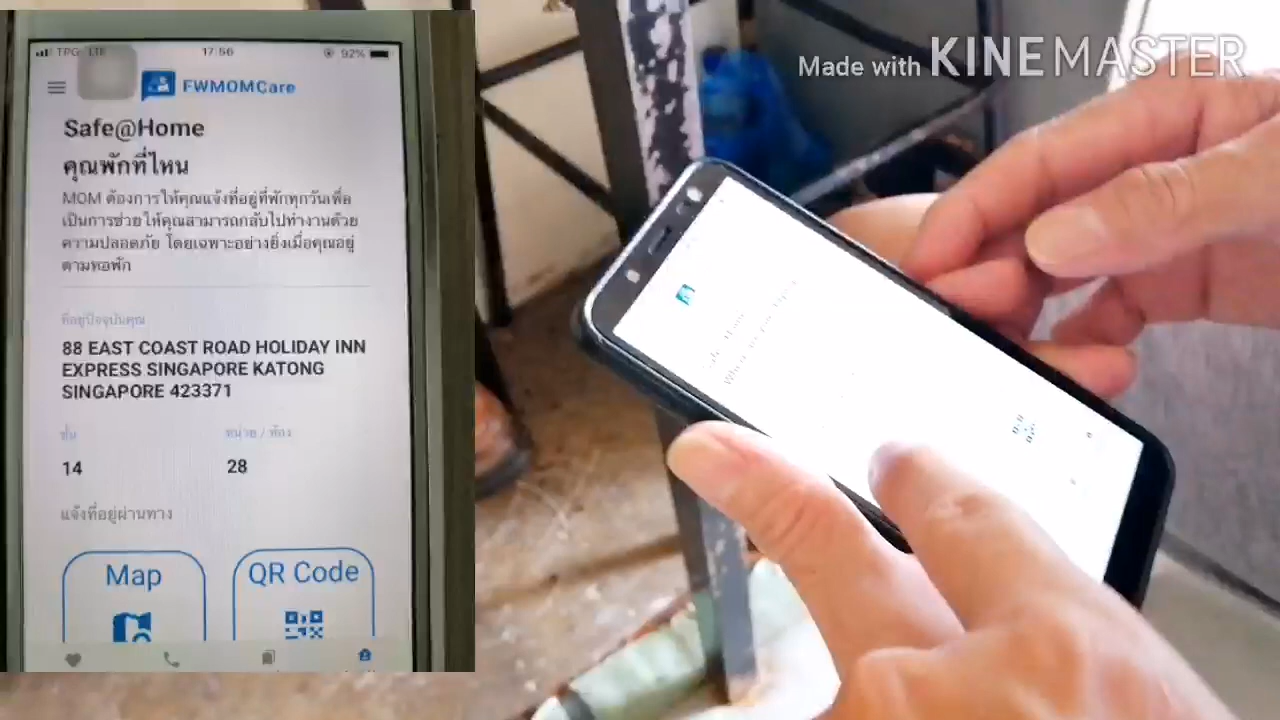 TPG LTE 17:56 92%
FWMOMCare
Safe@Home
คุณพักที่ไหน
MOM ต้องการให้คุณแจ้งที่อยู่ที่พักทุกวันเพื่อ
เป็นการช่วยให้คุณสามารถกลับไปทำงานด้วย
ความปลอดภัย โดยเฉพาะอย่างยิ่งเมื่อคุณอยู่
ตามหอพัก
ที่อยู่ปัจจุบันคุณ
88 EAST COAST ROAD HOLIDAY INN
EXPRESS SINGAPORE KATONG
SINGAPORE 423371
ชั้น หน่วย / ห้อง
14 28
แจ้งที่อยู่ผ่านทาง
Map QR Code
Made with KINEMASTER